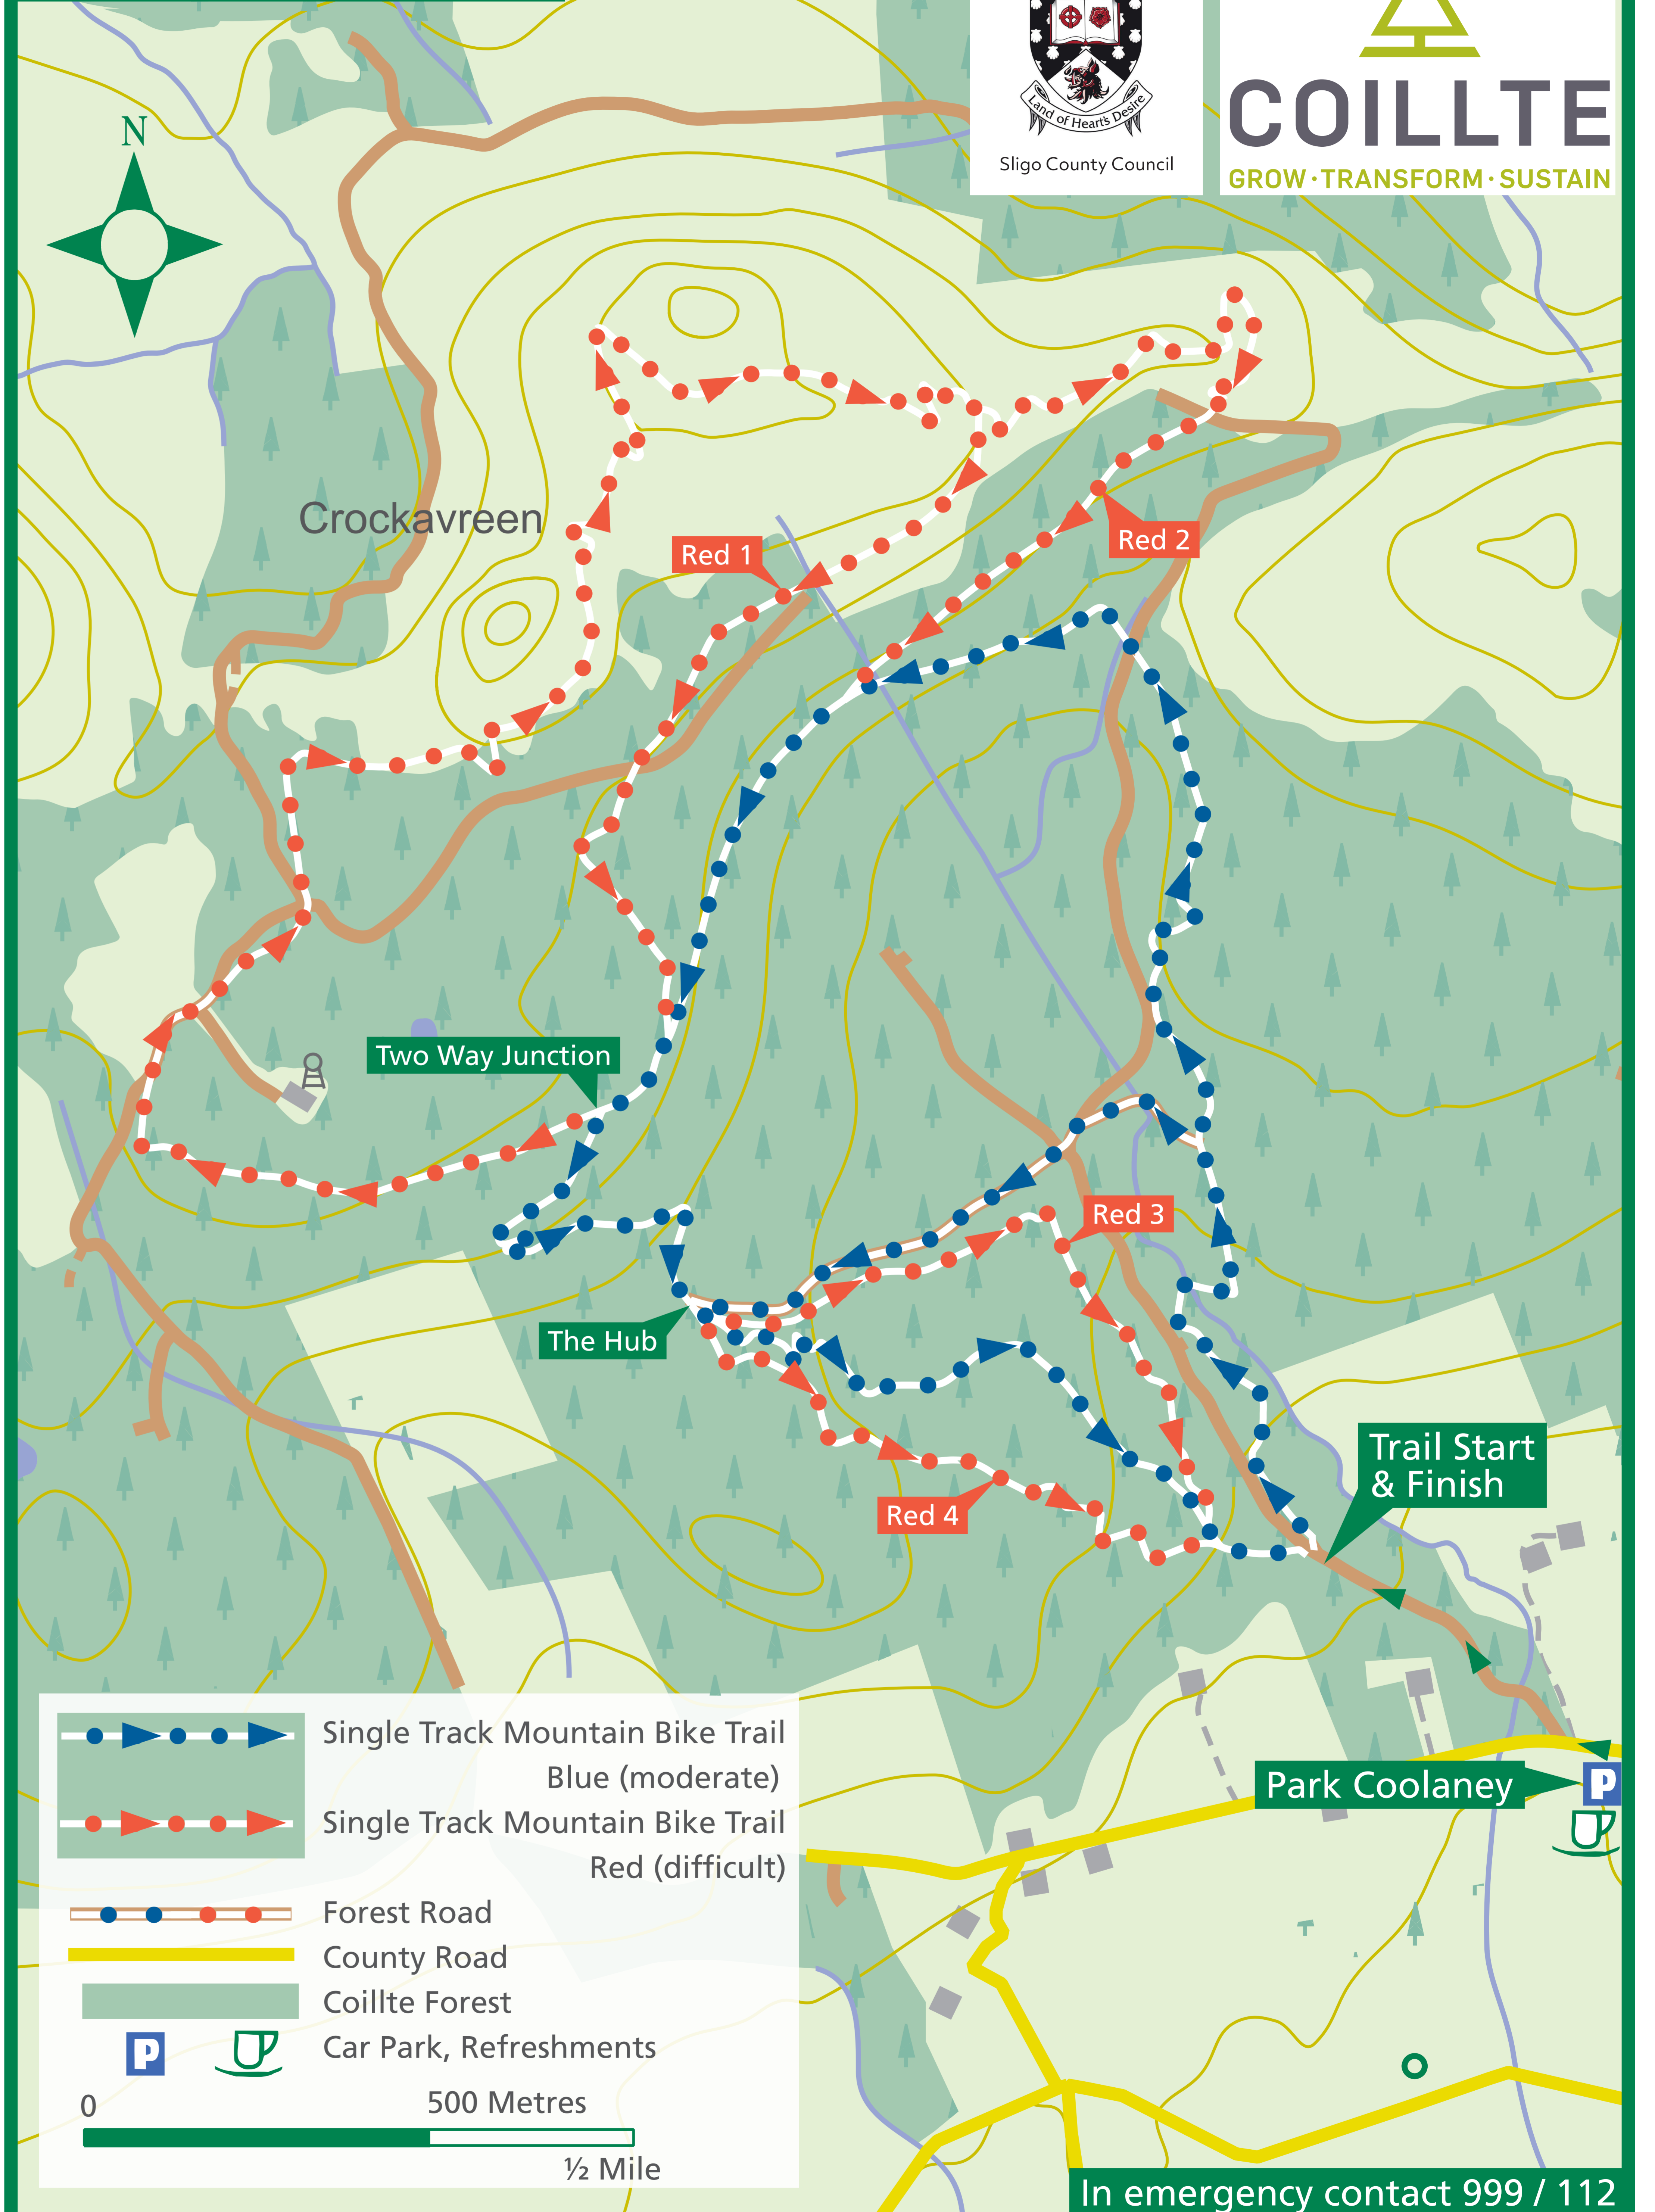 N
Land of Heart's Desire
Sligo County Council
COILLTE
GROW · TRANSFORM · SUSTAIN
Crockavreen
Red 1
Red 2
Two Way Junction
Red 3
The Hub
Trail Start
& Finish
Red 4
Park Coolaney
P
Single Track Mountain Bike Trail
Blue (moderate)
Single Track Mountain Bike Trail
Red (difficult)
Forest Road
County Road
Coillte Forest
P
Car Park, Refreshments
0
500 Metres
½ Mile
In emergency contact 999 / 112